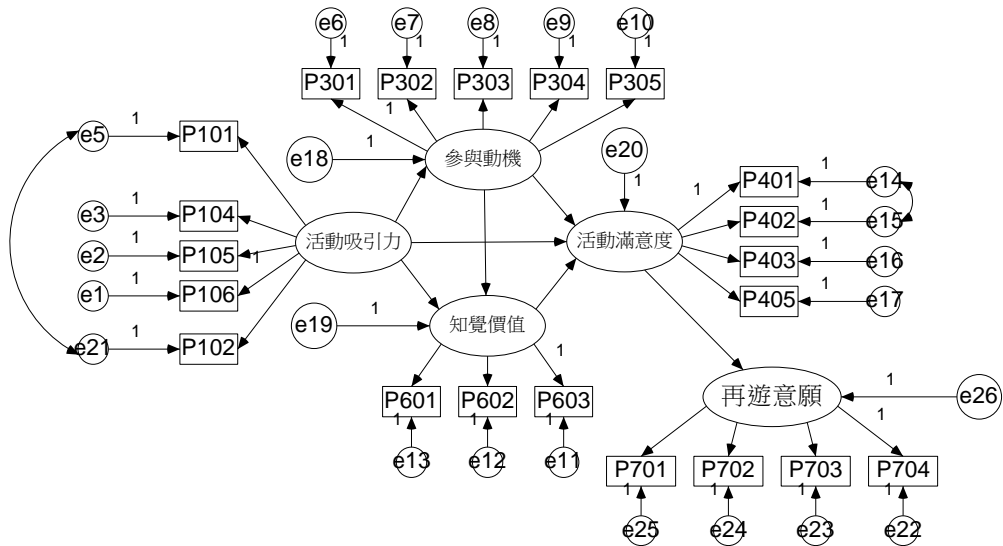 e6 e7 e8 e9 e10
1 1 1 1 1
P301 P302 P303 P304 P305
1
e5 1 P101
e18 1 參與動機
e20
1
P401 1 e14
1
e3 1 P104
P402 1 e15
e2 1 P105
1 活動吸引力
活動滿意度
P403 1 e16
e1 1 P106
P405 1 e17
e21 1 P102
e19 1 知覺價值
1
P601 P602 P603
1 1 1
e13 e12 e11
再遊意願 1 e26
1
P701 P702 P703 P704
1 1 1 1
e25 e24 e23 e22